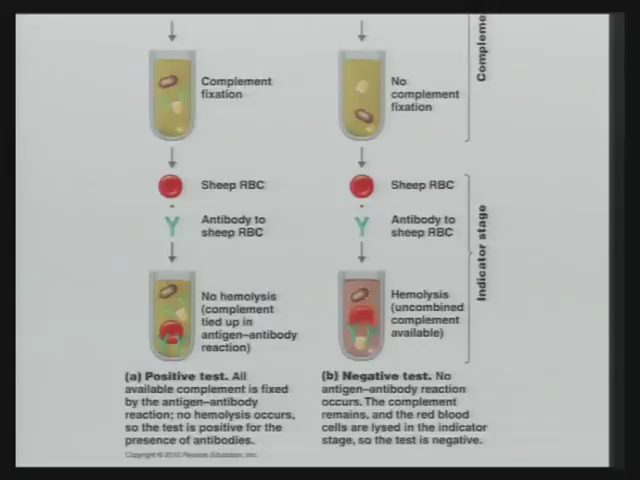 Complement
fixation
No
complement
fixation
Sheep RBC
Sheep RBC
Antibody to
sheep RBC
Antibody to
sheep RBC
Indicator stage
No hemolysis
(complement
tied up in
antigen–antibody
reaction)
Hemolysis
(uncombined
complement
available)
(a) Positive test. All
available complement is fixed
by the antigen–antibody
reaction; no hemolysis occurs,
so the test is positive for the
presence of antibodies.
(b) Negative test. No
antigen–antibody reaction
occurs. The complement
remains, and the red blood
cells are lysed in the indicator
stage, so the test is negative.
Copyright © 2010 Pearson Education, Inc.